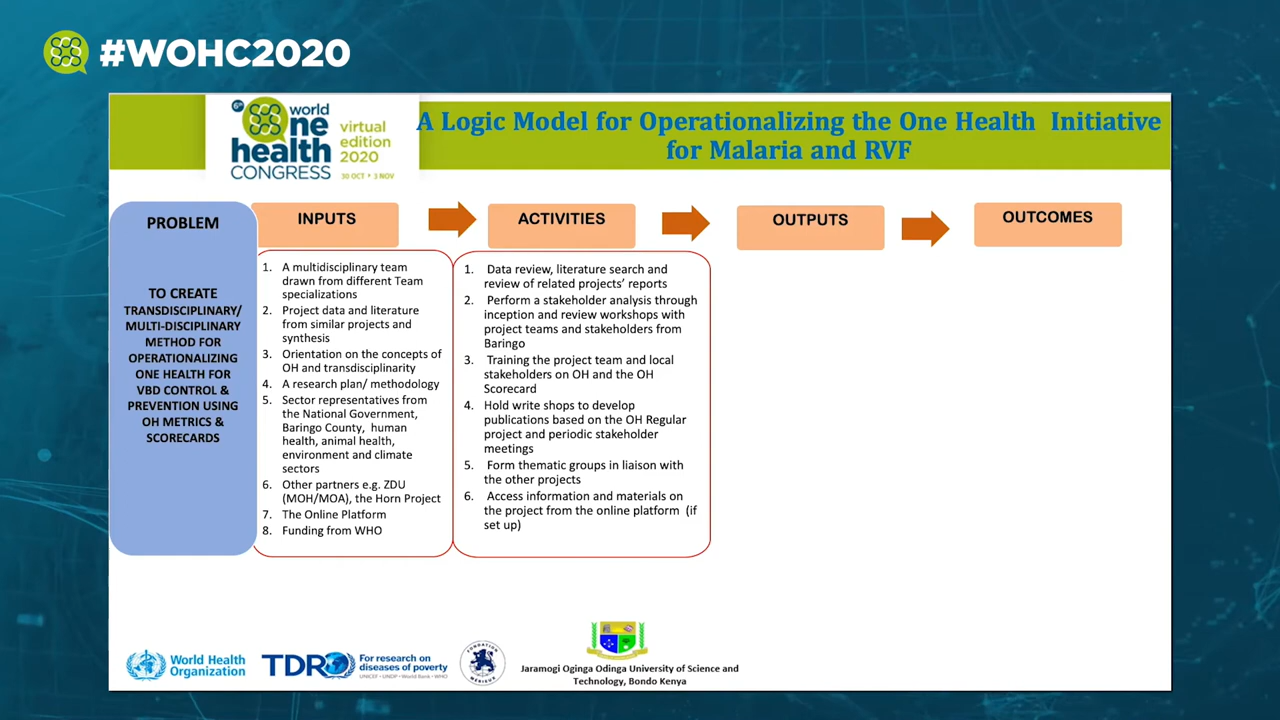 #WOHC2020
6th
world
one
health
CONGRESS
virtual
edition
2020
30 OCT • 3 NOV
A Logic Model for Operationalizing the One Health Initiative
for Malaria and RVF
PROBLEM
TO CREATE
TRANSDISCIPLINARY/
MULTI-DISCIPLINARY
METHOD FOR
OPERATIONALIZING
ONE HEALTH FOR
VBD CONTROL &
PREVENTION USING
OH METRICS &
SCORECARDS
INPUTS
1. A multidisciplinary team
drawn from different Team
specializations
2. Project data and literature
from similar projects and
synthesis
3. Orientation on the concepts of
OH and transdisciplinarity
4. A research plan/ methodology
5. Sector representatives from
the National Government,
Baringo County, human
health, animal health,
environment and climate
sectors
6. Other partners e.g. ZDU
(MOH/MOA), the Horn Project
7. The Online Platform
8. Funding from WHO
ACTIVITIES
1. Data review, literature search and
review of related projects’ reports
2. Perform a stakeholder analysis through
inception and review workshops with
project teams and stakeholders from
Baringo
3. Training the project team and local
stakeholders on OH and the OH
Scorecard
4. Hold write shops to develop
publications based on the OH Regular
project and periodic stakeholder
meetings
5. Form thematic groups in liaison with
the other projects
6. Access information and materials on
the project from the online platform (if
set up)
OUTPUTS
OUTCOMES
World Health
Organization
TDR
For research on
diseases of poverty
UNICEF • UNDP • World Bank • WHO
FONDATION
MÉRIEUX
Jaramogi Oginga Odinga University of Science and
Technology, Bondo Kenya